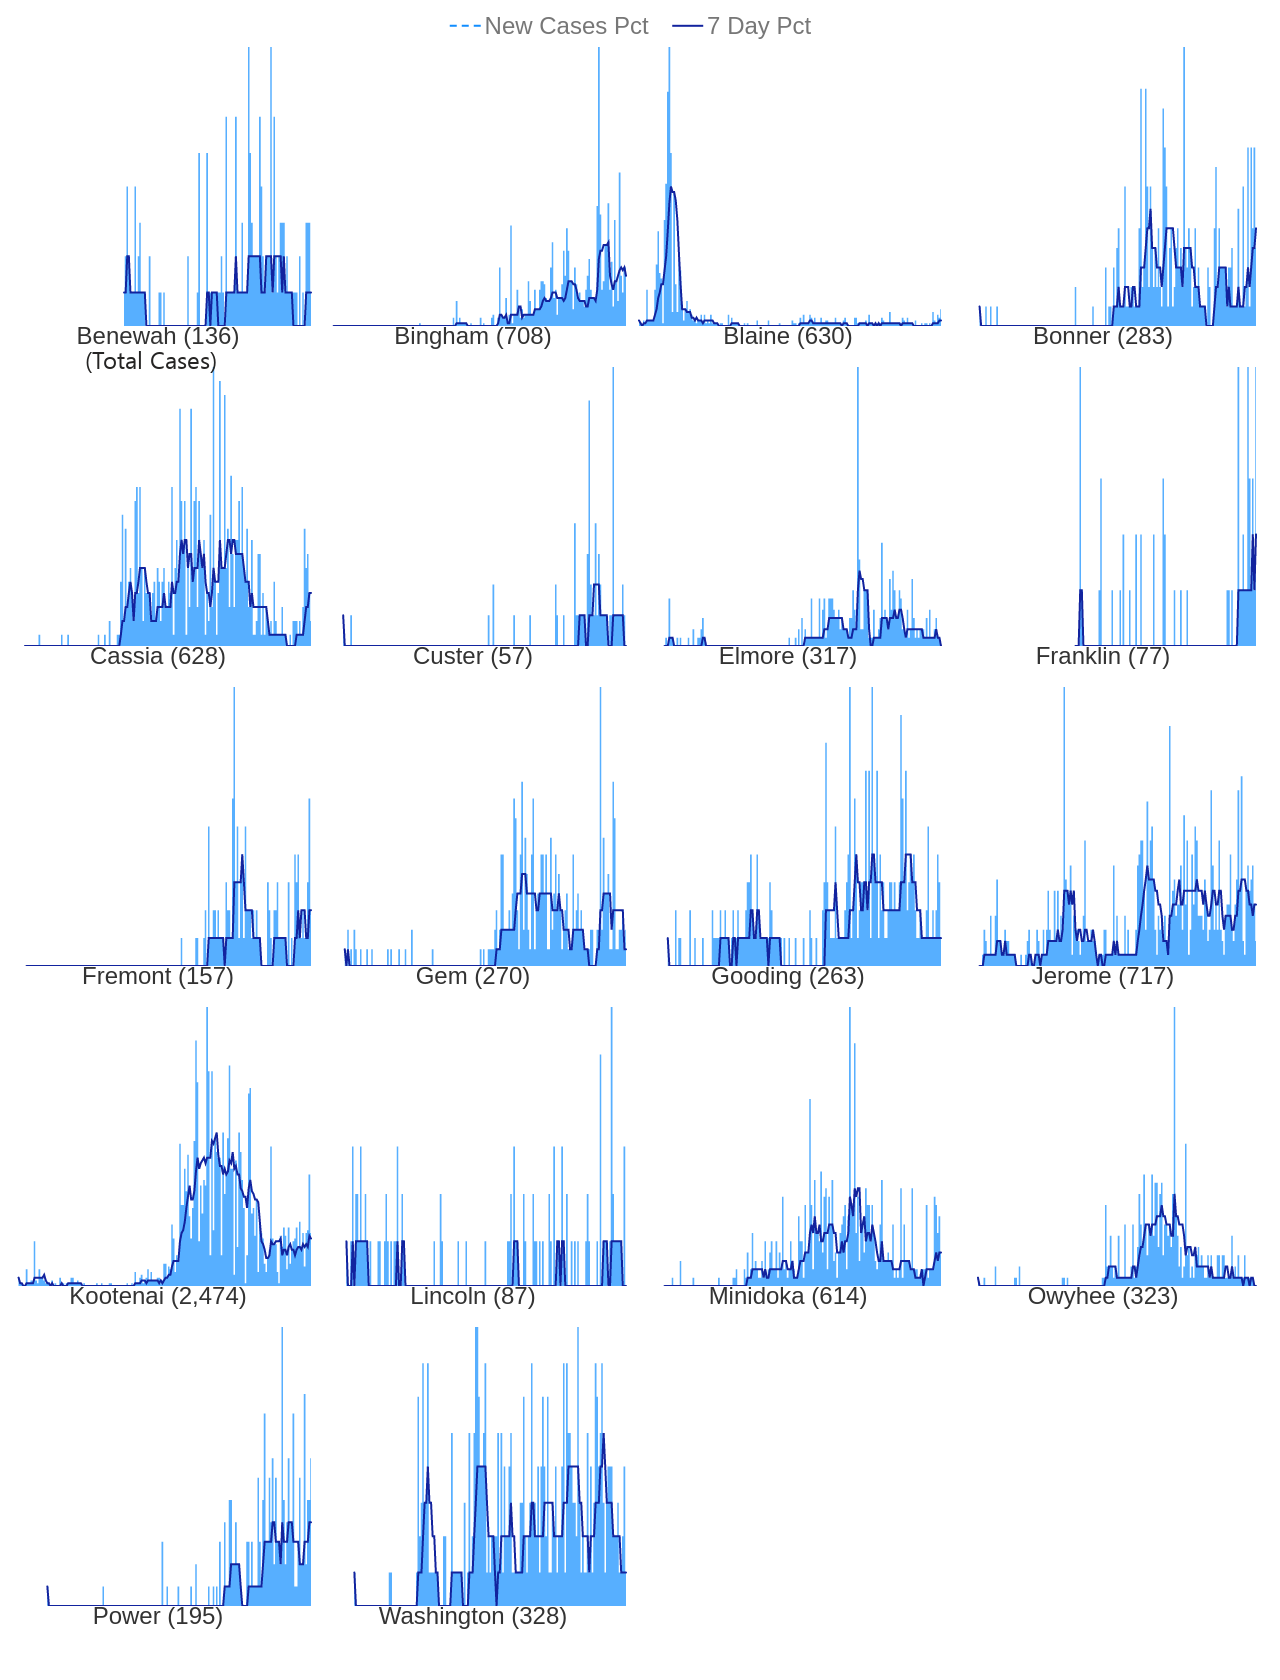 New Cases Pct 7 Day Pct
Benewah (136) Bingham (708) Blaine (630) Bonner (283)
(Total Cases)
Cassia (628) Custer (57) Elmore (317) Franklin (77)
Fremont (157) Gem (270) Gooding (263) Jerome (717)
Kootenai (2,474) Lincoln (87) Minidoka (614) Owyhee (323)
Power (195) Washington (328)